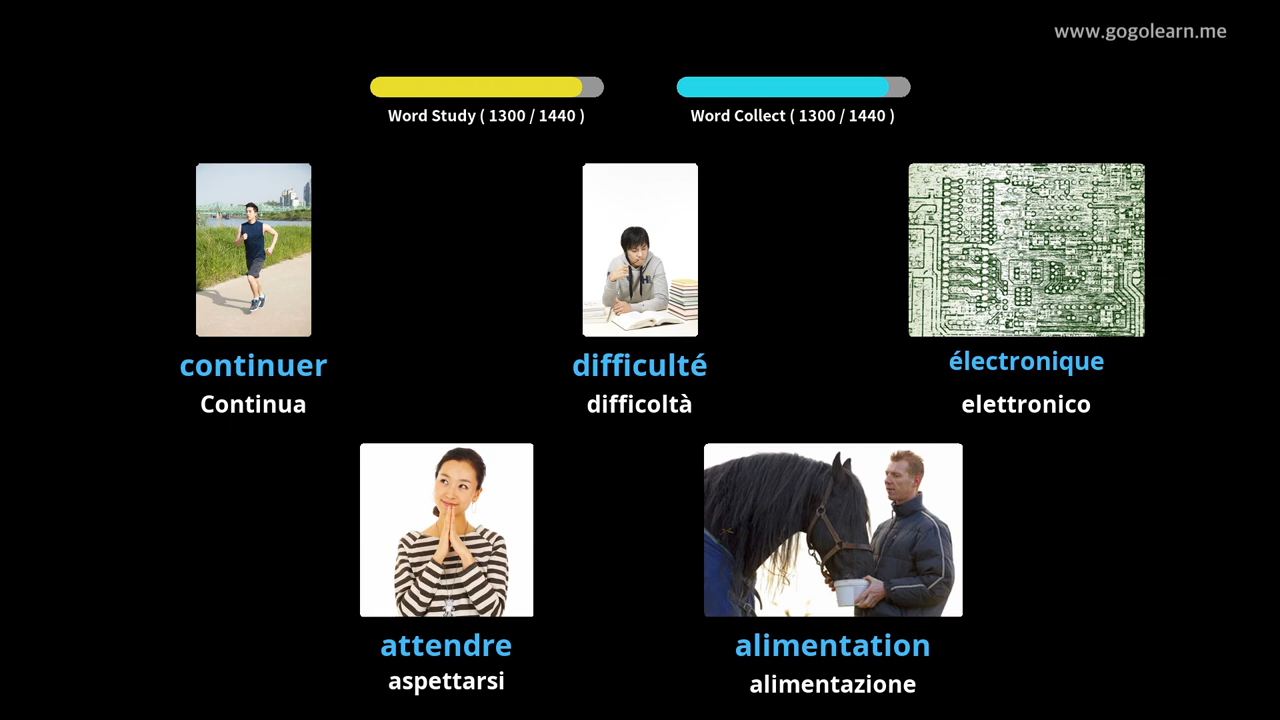 www.gogolearn.me
Word Study ( 1300 / 1440 )
Word Collect ( 1300 / 1440 )
continuer
Continua
difficulté
difficoltà
électronique
elettronico
attendre
aspettarsi
alimentation
alimentazione